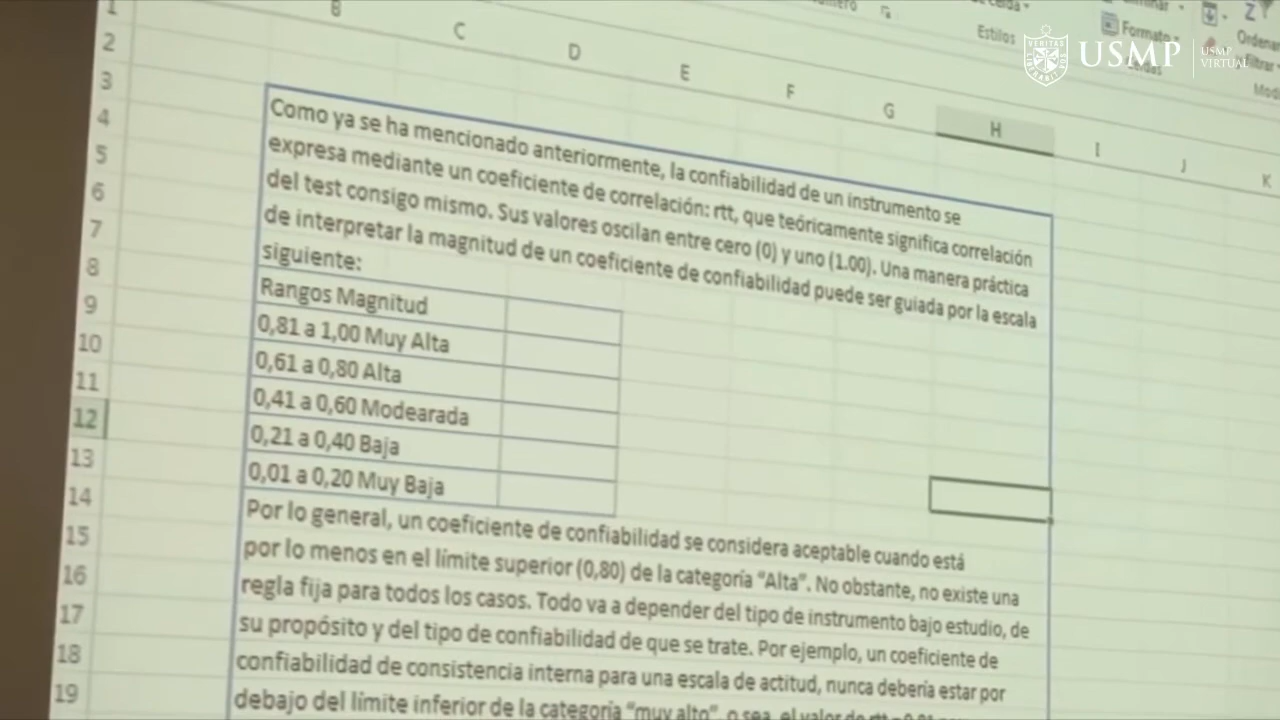 Número
Celda
Estilos
Formato
USMP
USMP
VIRTUAL
VERITAS
B
C
D
E
F
G
H
I
J
K
1
2
3
4
5
6
7
8
9
10
11
12
13
14
15
16
17
18
19
Como ya se ha mencionado anteriormente, la confiabilidad de un instrumento se
expresa mediante un coeficiente de correlación: rtt, que teóricamente significa correlación
del test consigo mismo. Sus valores oscilan entre cero (0) y uno (1.00). Una manera práctica
de interpretar la magnitud de un coeficiente de confiabilidad puede ser guiada por la escala
siguiente:
Rangos Magnitud
0,81 a 1,00 Muy Alta
0,61 a 0,80 Alta
0,41 a 0,60 Modearada
0,21 a 0,40 Baja
0,01 a 0,20 Muy Baja
Por lo general, un coeficiente de confiabilidad se considera aceptable cuando está
por lo menos en el límite superior (0,80) de la categoría “Alta”. No obstante, no existe una
regla fija para todos los casos. Todo va a depender del tipo de instrumento bajo estudio, de
su propósito y del tipo de confiabilidad de que se trate. Por ejemplo, un coeficiente de
confiabilidad de consistencia interna para una escala de actitud, nunca debería estar por
debajo del límite inferior de la categoría “muy alto”, o sea, el valor de rtt